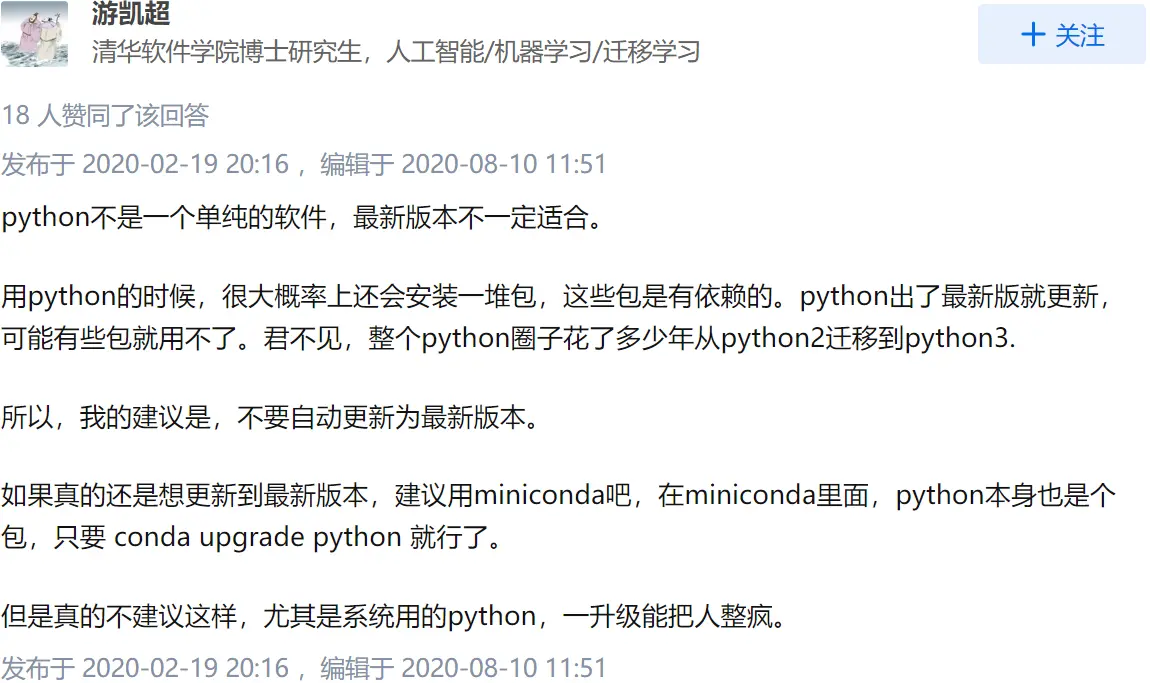 游凯超
清华软件学院博士研究生，人工智能/机器学习/迁移学习
+ 关注
18 人赞同了该回答
发布于 2020-02-19 20:16 ，编辑于 2020-08-10 11:51
python不是一个单纯的软件，最新版本不一定适合。
用python的时候，很大概率上还会安装一堆包，这些包是有依赖的。python出了最新版就更新，
可能有些包就用不了。君不见，整个python圈子花了多少年从python2迁移到python3.
所以，我的建议是，不要自动更新为最新版本。
如果真的还是想更新到最新版本，建议用miniconda吧，在miniconda里面，python本身也是个
包，只要 conda upgrade python 就行了。
但是真的不建议这样，尤其是系统用的python，一升级能把人整疯。
发布于 2020-02-19 20:16 ，编辑于 2020-08-10 11:51